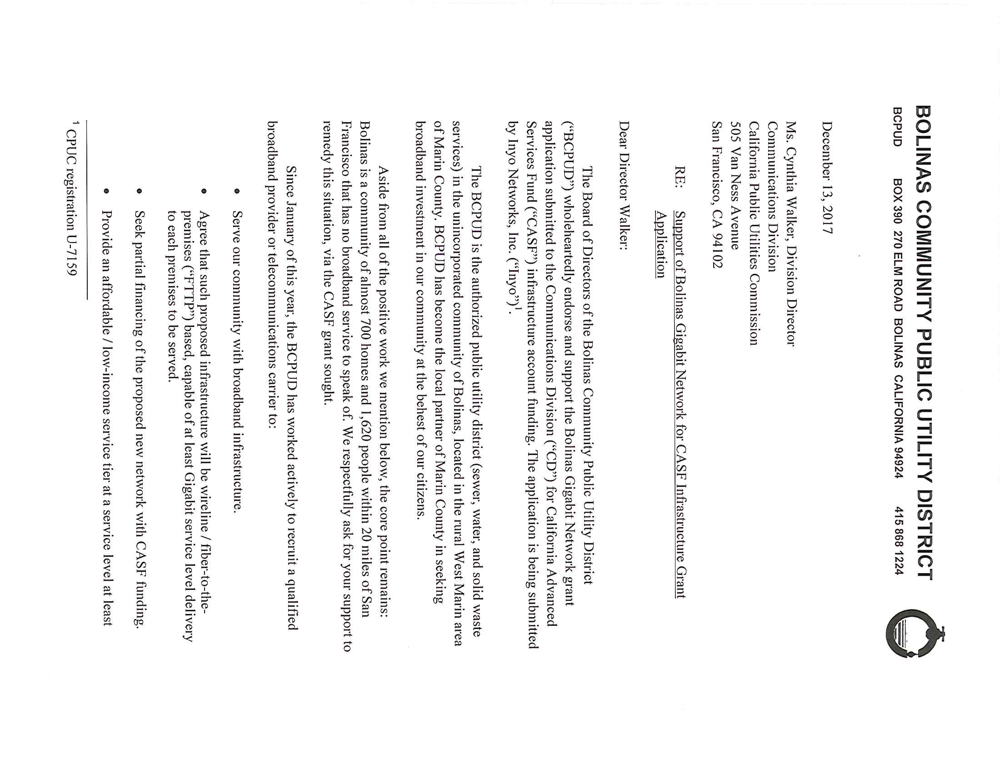 BOLINAS COMMUNITY PUBLIC UTILITY DISTRICT
BCPUD BOX 390 270 ELM ROAD BOLINAS CALIFORNIA 94924 415 868 1224
December 13, 2017
Ms. Cynthia Walker, Division Director
Communications Division
California Public Utilities Commission
505 Van Ness Avenue
San Francisco, CA 94102
RE: Support of Bolinas Gigabit Network for CASF Infrastructure Grant
Application
Dear Director Walker:
The Board of Directors of the Bolinas Community Public Utility District
(“BCPUD”) wholeheartedly endorse and support the Bolinas Gigabit Network grant
application submitted to the Communications Division (“CD”) for California Advanced
Services Fund (“CASF”) infrastructure account funding. The application is being submitted
by Inyo Networks, Inc. (“Inyo”)¹.
The BCPUD is the authorized public utility district (sewer, water, and solid waste
services) in the unincorporated community of Bolinas, located in the rural West Marin area
of Marin County. BCPUD has become the local partner of Marin County in seeking
broadband investment in our community at the behest of our citizens.
Aside from all of the positive work we mention below, the core point remains:
Bolinas is a community of almost 700 homes and 1,620 people within 20 miles of San
Francisco that has no broadband service to speak of. We respectfully ask for your support to
remedy this situation, via the CASF grant sought.
Since January of this year, the BCPUD has worked actively to recruit a qualified
broadband provider or telecommunications carrier to:
• Serve our community with broadband infrastructure.
• Agree that such proposed infrastructure will be wireline / fiber-to-the-
premises (“FTTP”) based, capable of at least Gigabit service level delivery
to each premises to be served.
• Seek partial financing of the proposed new network with CASF funding.
• Provide an affordable / low-income service tier at a service level at least
¹ CPUC registration U-7159